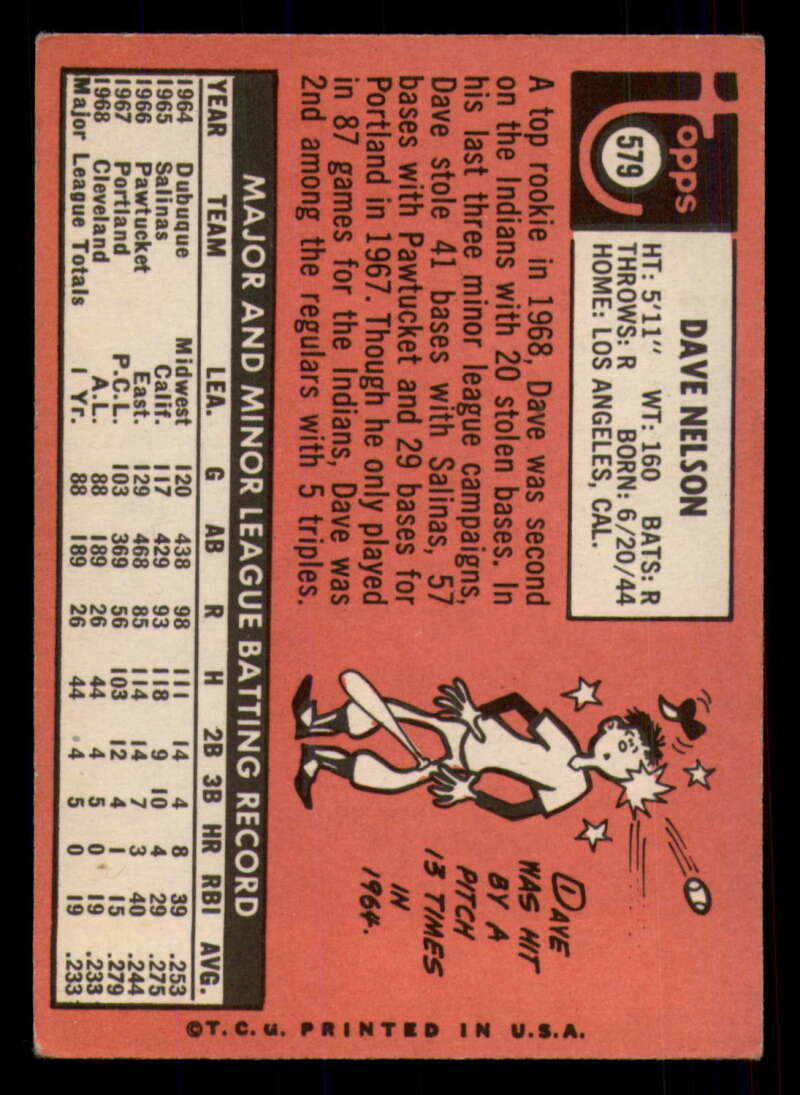 Topps
579
DAVE NELSON
HT: 5'11" WT: 160 BATS: R
THROWS: R BORN: 6/20/44
HOME: LOS ANGELES, CAL.
A top rookie in 1968, Dave was second
on the Indians with 20 stolen bases. In
his last three minor league campaigns,
Dave stole 41 bases with Salinas, 57
bases with Pawtucket and 29 bases for
Portland in 1967. Though he only played
in 87 games for the Indians, Dave was
2nd among the regulars with 5 triples.
DAVE
WAS HIT
BY A
PITCH
13 TIMES
IN
1964.
MAJOR AND MINOR LEAGUE BATTING RECORD
YEAR TEAM LEA. G AB R H 2B 3B HR RBI AVG.
1964 Dubuque Midwest 120 438 98 111 14 4 8 39 .253
1965 Salinas Calif. 117 429 93 118 9 10 4 29 .275
1966 Pawtucket East. 129 468 85 114 14 7 3 40 .244
1967 Portland P.C.L. 103 369 56 103 12 4 1 15 .279
1968 Cleveland A.L. 88 189 26 44 4 5 0 19 .233
Major League Totals 1 Yr. 88 189 26 44 4 5 0 19 .233
©T.C.G. PRINTED IN U.S.A.